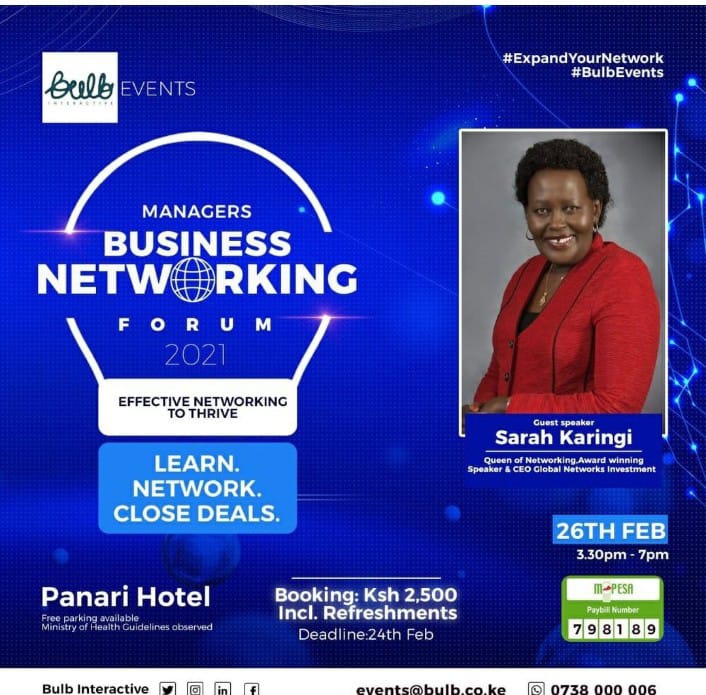 bulb
INTERACTIVE
EVENTS
#ExpandYourNetwork
#BulbEvents
MANAGERS
BUSINESS
NETWORKING
FORUM
2021
EFFECTIVE NETWORKING
TO THRIVE
LEARN.
NETWORK.
CLOSE DEALS.
Guest speaker
Sarah Karingi
Queen of Networking,Award winning
Speaker & CEO Global Networks Investment
26TH FEB
3.30pm - 7pm
Panari Hotel
Free parking available
Ministry of Health Guidelines observed
Booking: Ksh 2,500
Incl. Refreshments
Deadline:24th Feb
M-PESA
Paybill Number
798189
Bulb Interactive
events@bulb.co.ke
0738 000 006